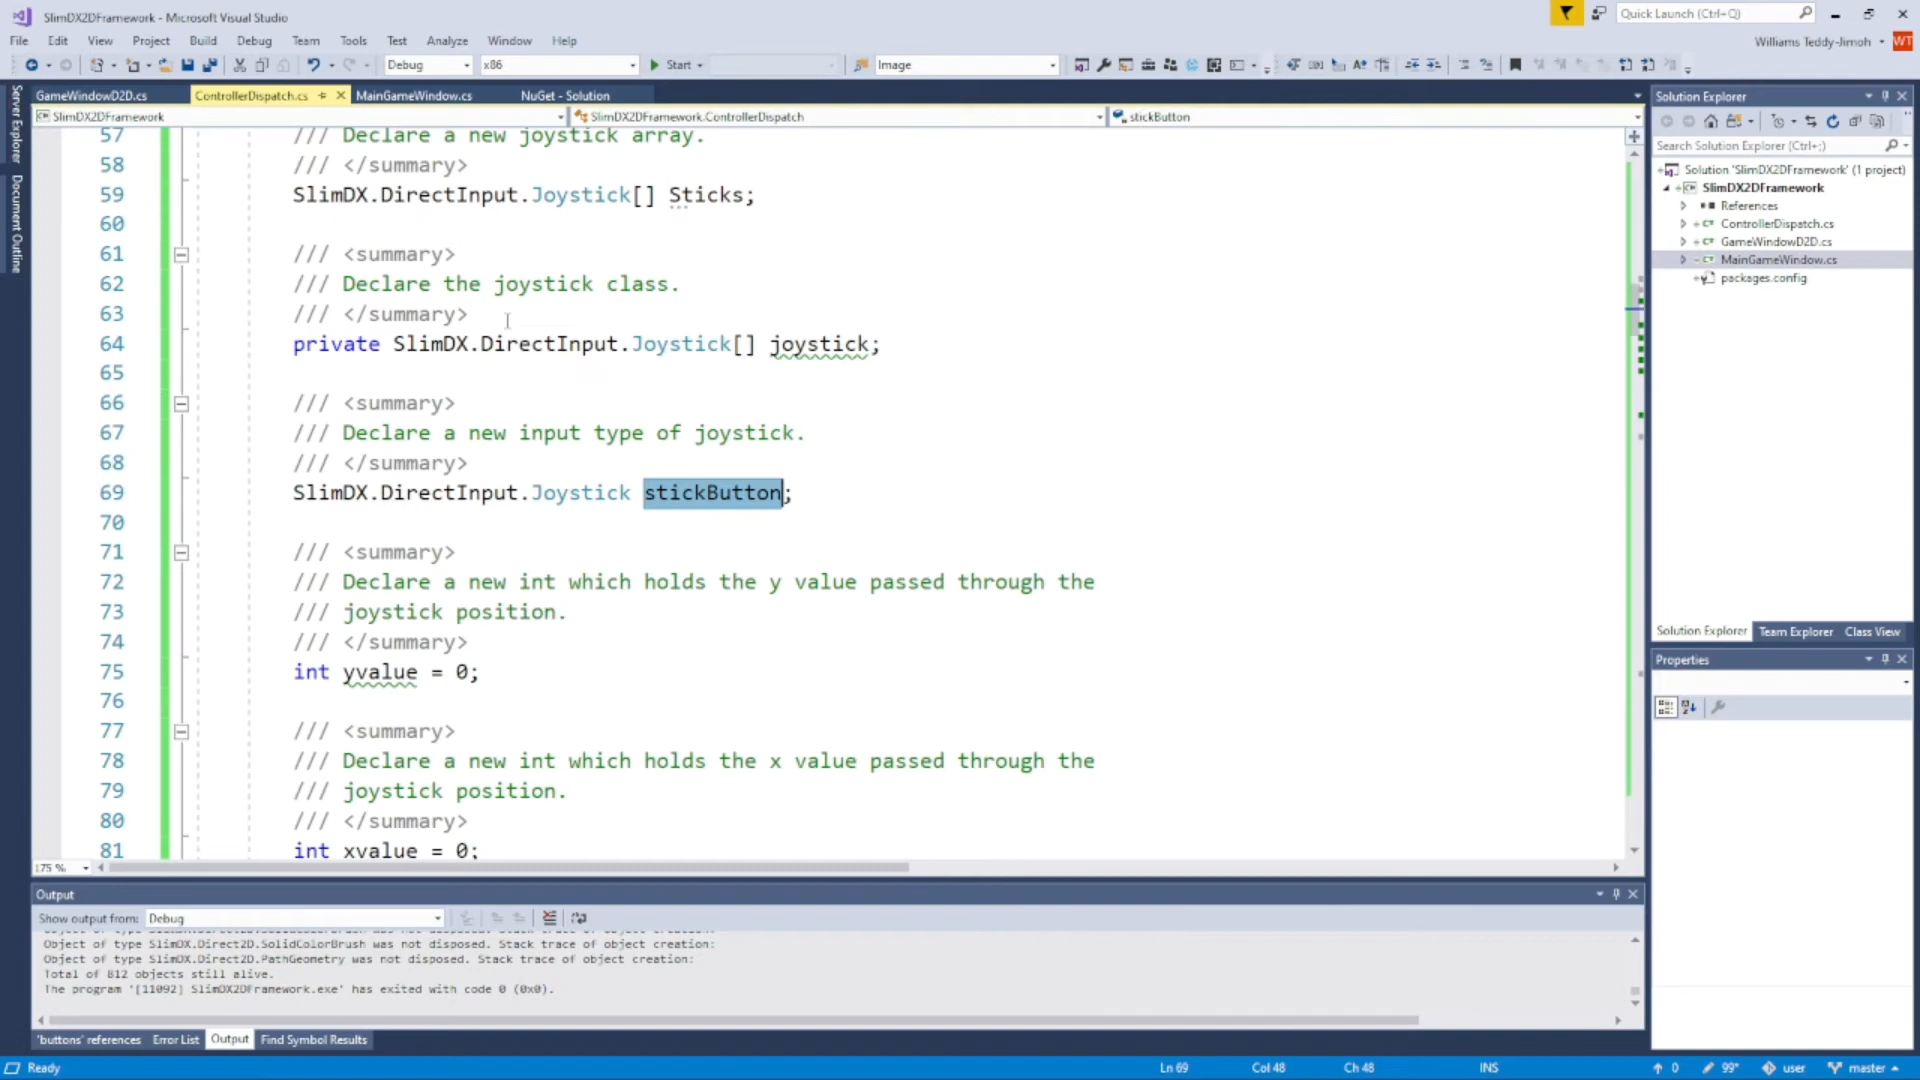 SlimDX2DFramework - Microsoft Visual Studio
Quick Launch (Ctrl+Q)
File Edit View Project Build Debug Team Tools Test Analyze Window Help
Williams Teddy-Jimoh WT
Debug x86 Start Image
GameWindowD2D.cs ControllerDispatch.cs MainGameWindow.cs NuGet - Solution
SlimDX2DFramework SlimDX2DFramework.ControllerDispatch stickButton
Server Explorer
Document Outline
57 /// Declare a new joystick array.
58 /// </summary>
59 SlimDX.DirectInput.Joystick[] Sticks;
60
61 /// <summary>
62 /// Declare the joystick class.
63 /// </summary>
64 private SlimDX.DirectInput.Joystick[] joystick;
65
66 /// <summary>
67 /// Declare a new input type of joystick.
68 /// </summary>
69 SlimDX.DirectInput.Joystick stickButton;
70
71 /// <summary>
72 /// Declare a new int which holds the y value passed through the
73 /// joystick position.
74 /// </summary>
75 int yvalue = 0;
76
77 /// <summary>
78 /// Declare a new int which holds the x value passed through the
79 /// joystick position.
80 /// </summary>
81 int xvalue = 0;
175 %
Solution Explorer
Search Solution Explorer (Ctrl+;)
Solution 'SlimDX2DFramework' (1 project)
SlimDX2DFramework
References
ControllerDispatch.cs
GameWindowD2D.cs
MainGameWindow.cs
packages.config
Solution Explorer Team Explorer Class View
Properties
Output
Show output from: Debug
Object of type SlimDX.Direct2D.SolidColorBrush was not disposed. Stack trace of object creation:
Object of type SlimDX.Direct2D.PathGeometry was not disposed. Stack trace of object creation:
Total of 812 objects still alive.
The program '[11092] SlimDX2DFramework.exe' has exited with code 0 (0x0).
'buttons' references Error List Output Find Symbol Results
Ready Ln 69 Col 48 Ch 48 INS 0 99* user master